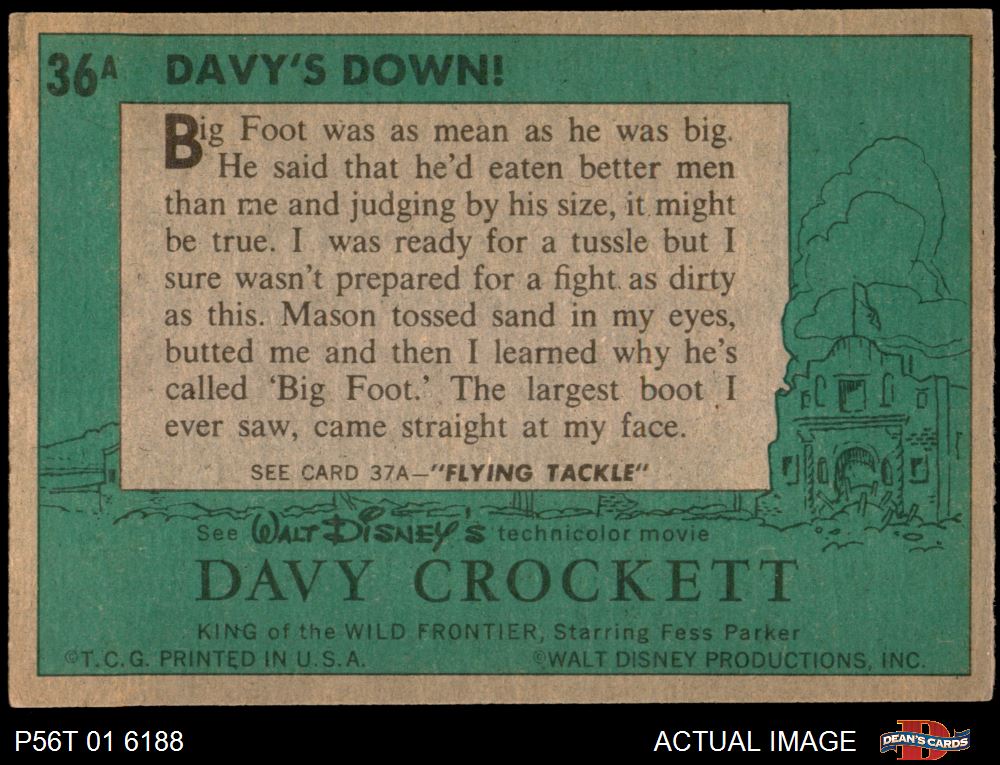 36A DAVY'S DOWN!
Big Foot was as mean as he was big.
He said that he'd eaten better men
than me and judging by his size, it might
be true. I was ready for a tussle but I
sure wasn't prepared for a fight as dirty
as this. Mason tossed sand in my eyes,
butted me and then I learned why he's
called 'Big Foot.' The largest boot I
ever saw, came straight at my face.
SEE CARD 37A—"FLYING TACKLE"
See WALT DISNEY'S technicolor movie
DAVY CROCKETT
KING of the WILD FRONTIER, Starring Fess Parker
©T.C.G. PRINTED IN U.S.A. ©WALT DISNEY PRODUCTIONS, INC.
P56T 01 6188 ACTUAL IMAGE DEAN'S CARDS